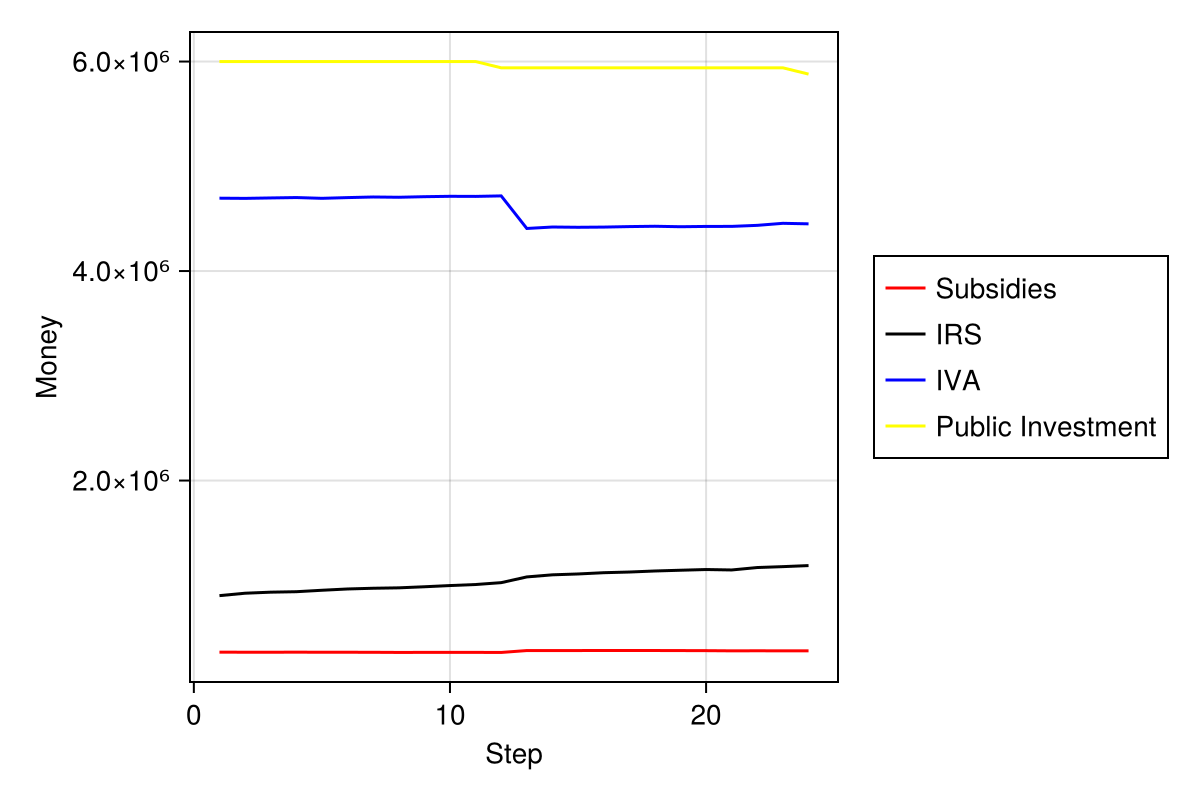 6.0×10⁶
4.0×10⁶
2.0×10⁶
Money
0 10 20
Step
Subsidies
IRS
IVA
Public Investment